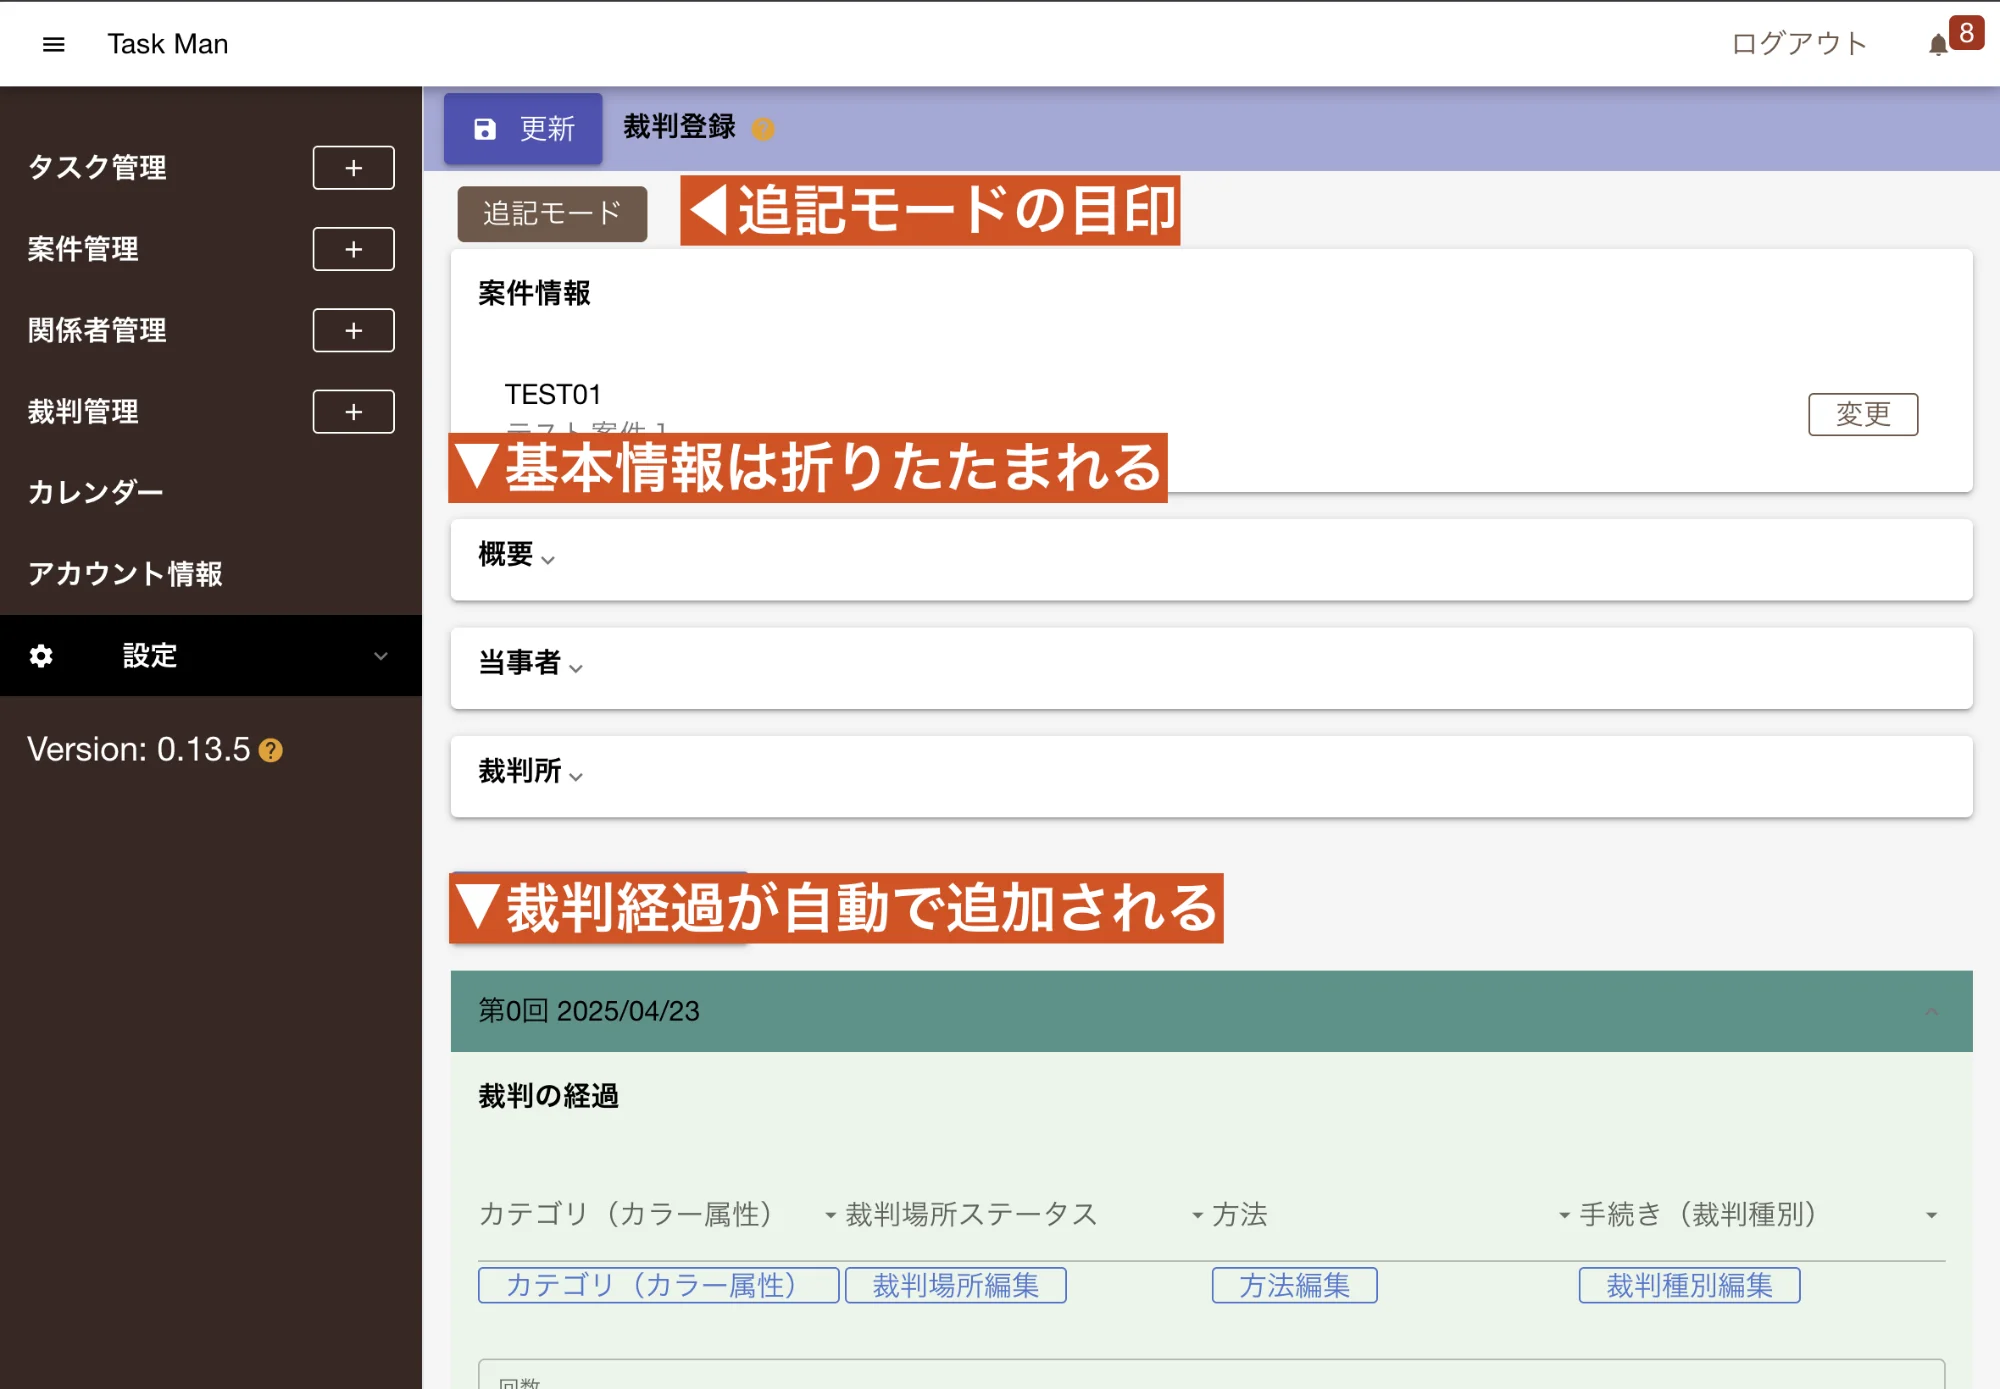 Task Man
ログアウト
8
タスク管理
+
案件管理
+
関係者管理
+
裁判管理
+
カレンダー
アカウント情報
設定
Version: 0.13.5 ?
更新
裁判登録 ?
追記モード
◀追記モードの目印
案件情報
TEST01
テスト案件1
変更
▼基本情報は折りたたまれる
概要
当事者
裁判所
▼裁判経過が自動で追加される
第0回 2025/04/23
裁判の経過
カテゴリ（カラー属性）
裁判場所ステータス
方法
手続き（裁判種別）
カテゴリ（カラー属性）
裁判場所編集
方法編集
裁判種別編集
回数